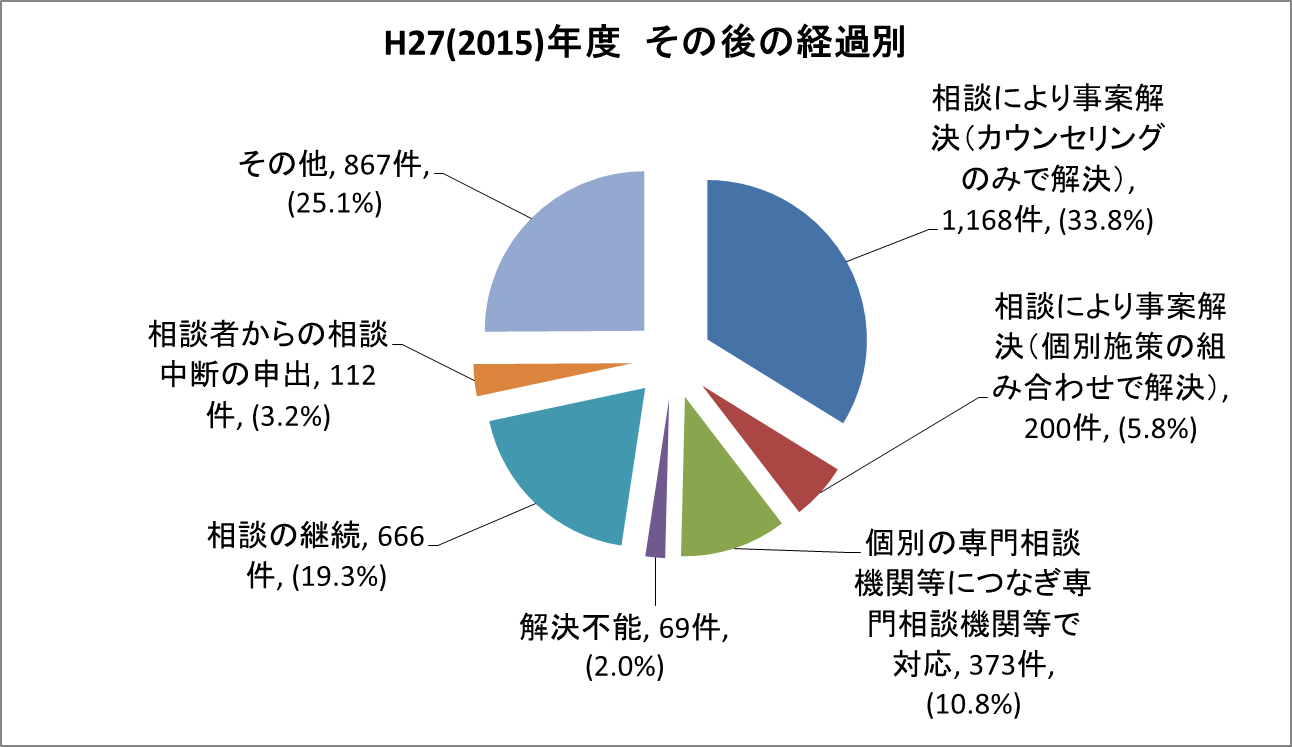 H27(2015)年度　その後の経過別
相談により事案解
決（カウンセリング
のみで解決）,
1,168件, (33.8%)
相談により事案解
決（個別施策の組
み合わせで解決）,
200件, (5.8%)
個別の専門相談
機関等につなぎ専
門相談機関等で
対応, 373件,
(10.8%)
解決不能, 69件,
(2.0%)
相談の継続, 666
件, (19.3%)
相談者からの相談
中断の申出, 112
件, (3.2%)
その他, 867件,
(25.1%)